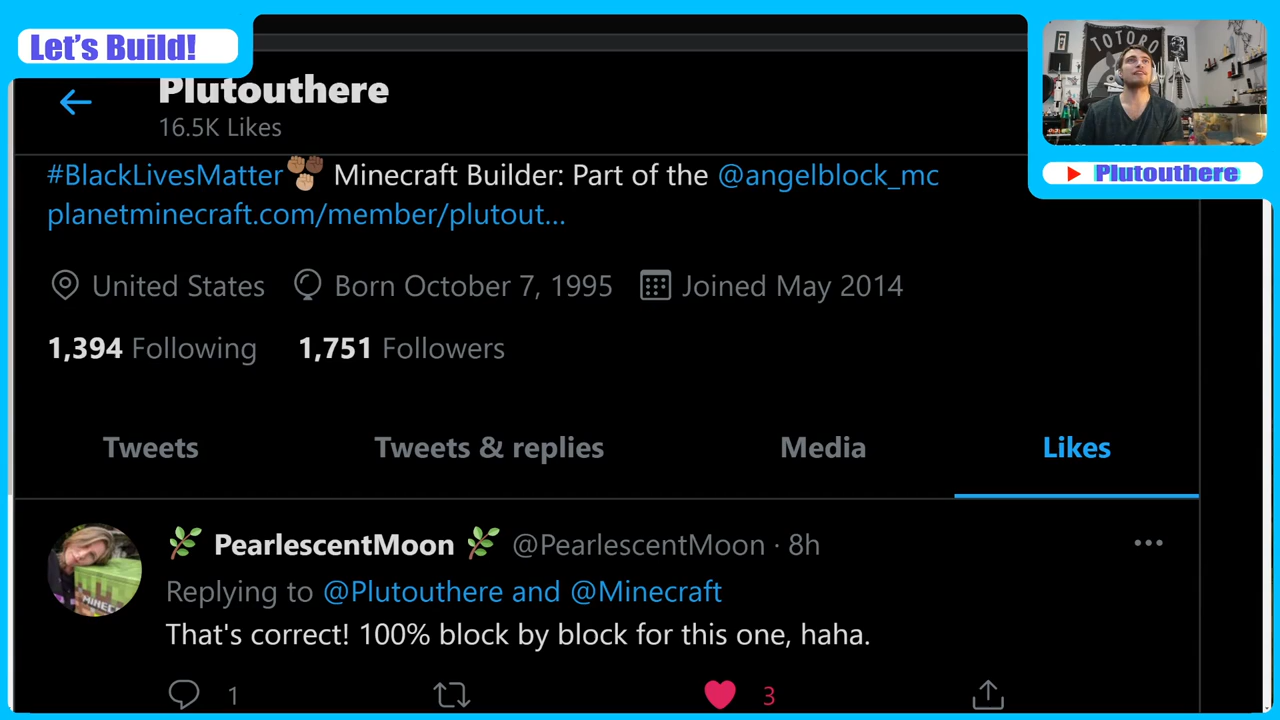 Let's Build!
Plutouthere
16.5K Likes
TOTORO
Plutouthere
#BlackLivesMatter✊🏽✊🏿✊🏼 Minecraft Builder: Part of the @angelblock_mc
planetminecraft.com/member/plutout...
United States Born October 7, 1995 Joined May 2014
1,394 Following 1,751 Followers
Tweets Tweets & replies Media Likes
🌿 PearlescentMoon 🌿 @PearlescentMoon · 8h
Replying to @Plutouthere and @Minecraft
That's correct! 100% block by block for this one, haha.
1 3